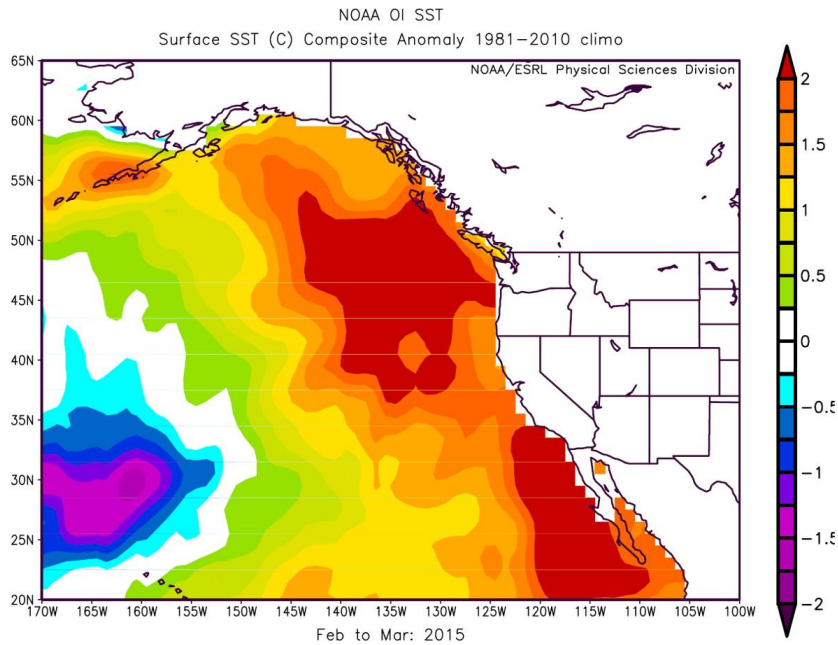 NOAA OI SST
Surface SST (C) Composite Anomaly 1981-2010 climo
NOAA/ESRL Physical Sciences Division
65N
60N
55N
50N
45N
40N
35N
30N
25N
20N
170W 165W 160W 155W 150W 145W 140W 135W 130W 125W 120W 115W 110W 105W 100W
Feb to Mar: 2015
2
1.5
1
0.5
0
-0.5
-1
-1.5
-2